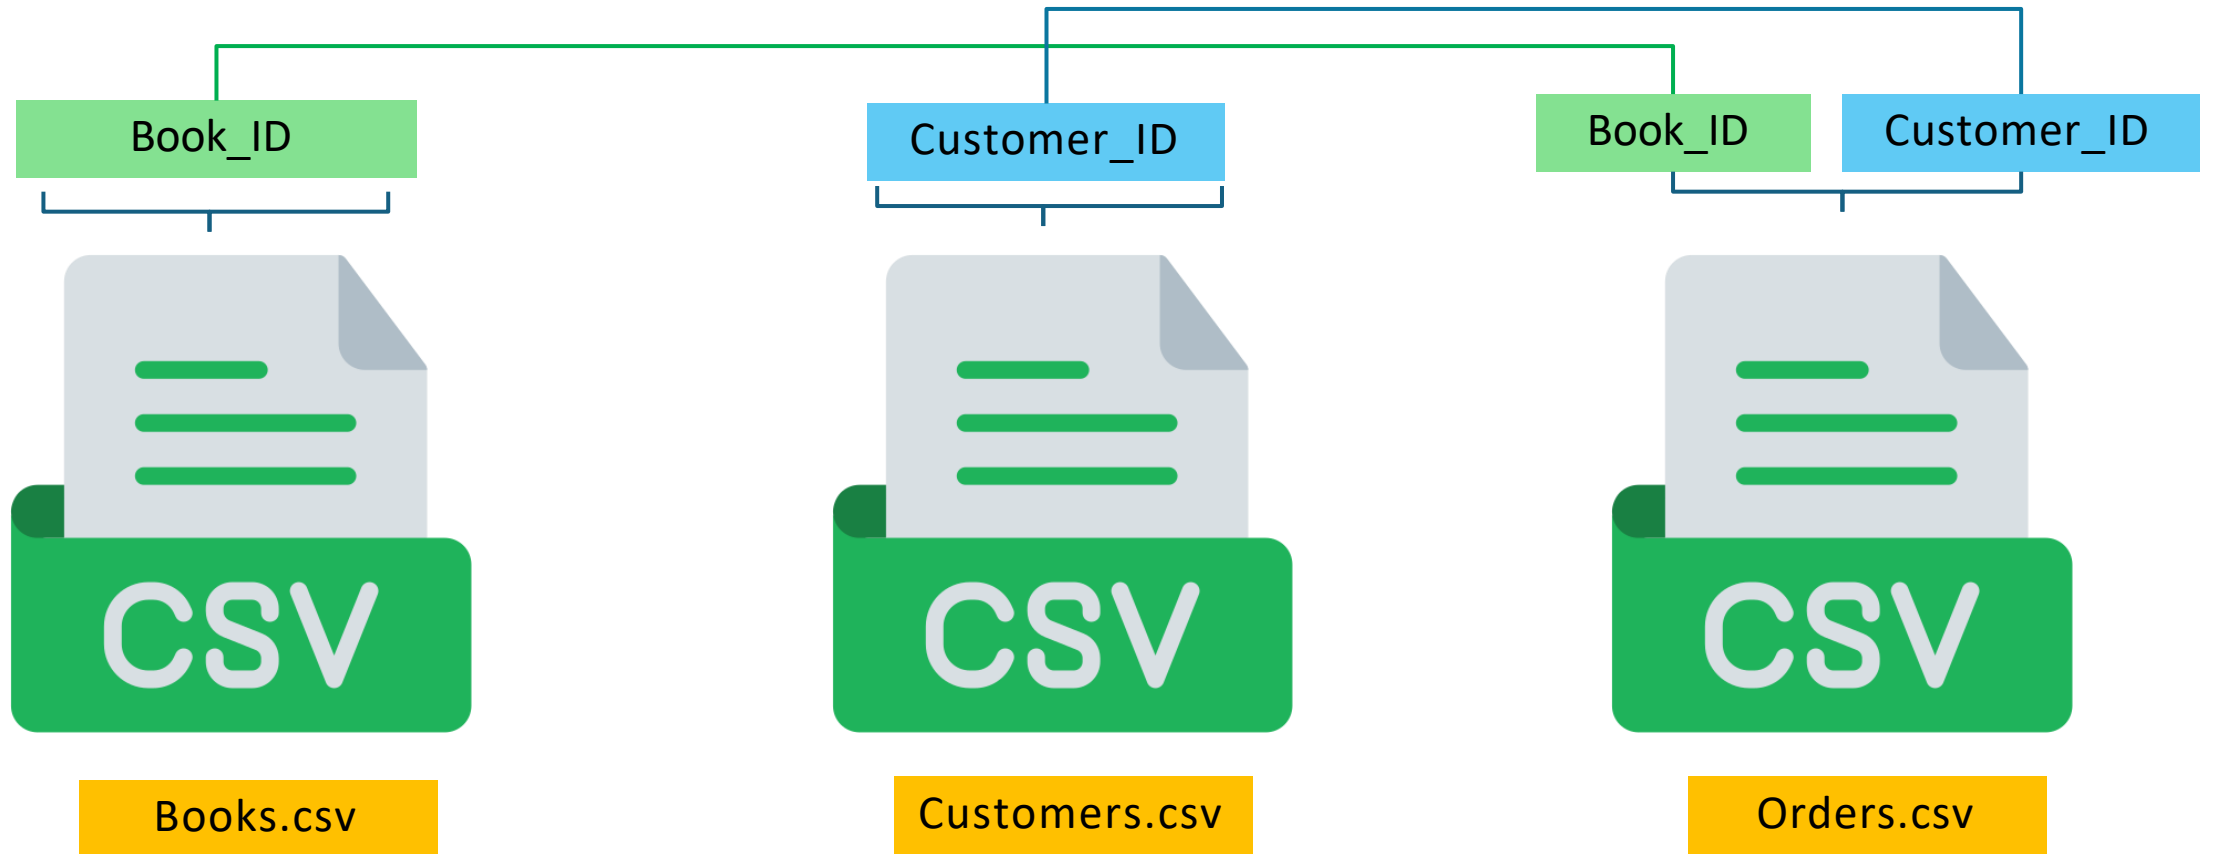 Book_ID
Customer_ID
Book_ID
Customer_ID
CSV
CSV
CSV
Books.csv
Customers.csv
Orders.csv